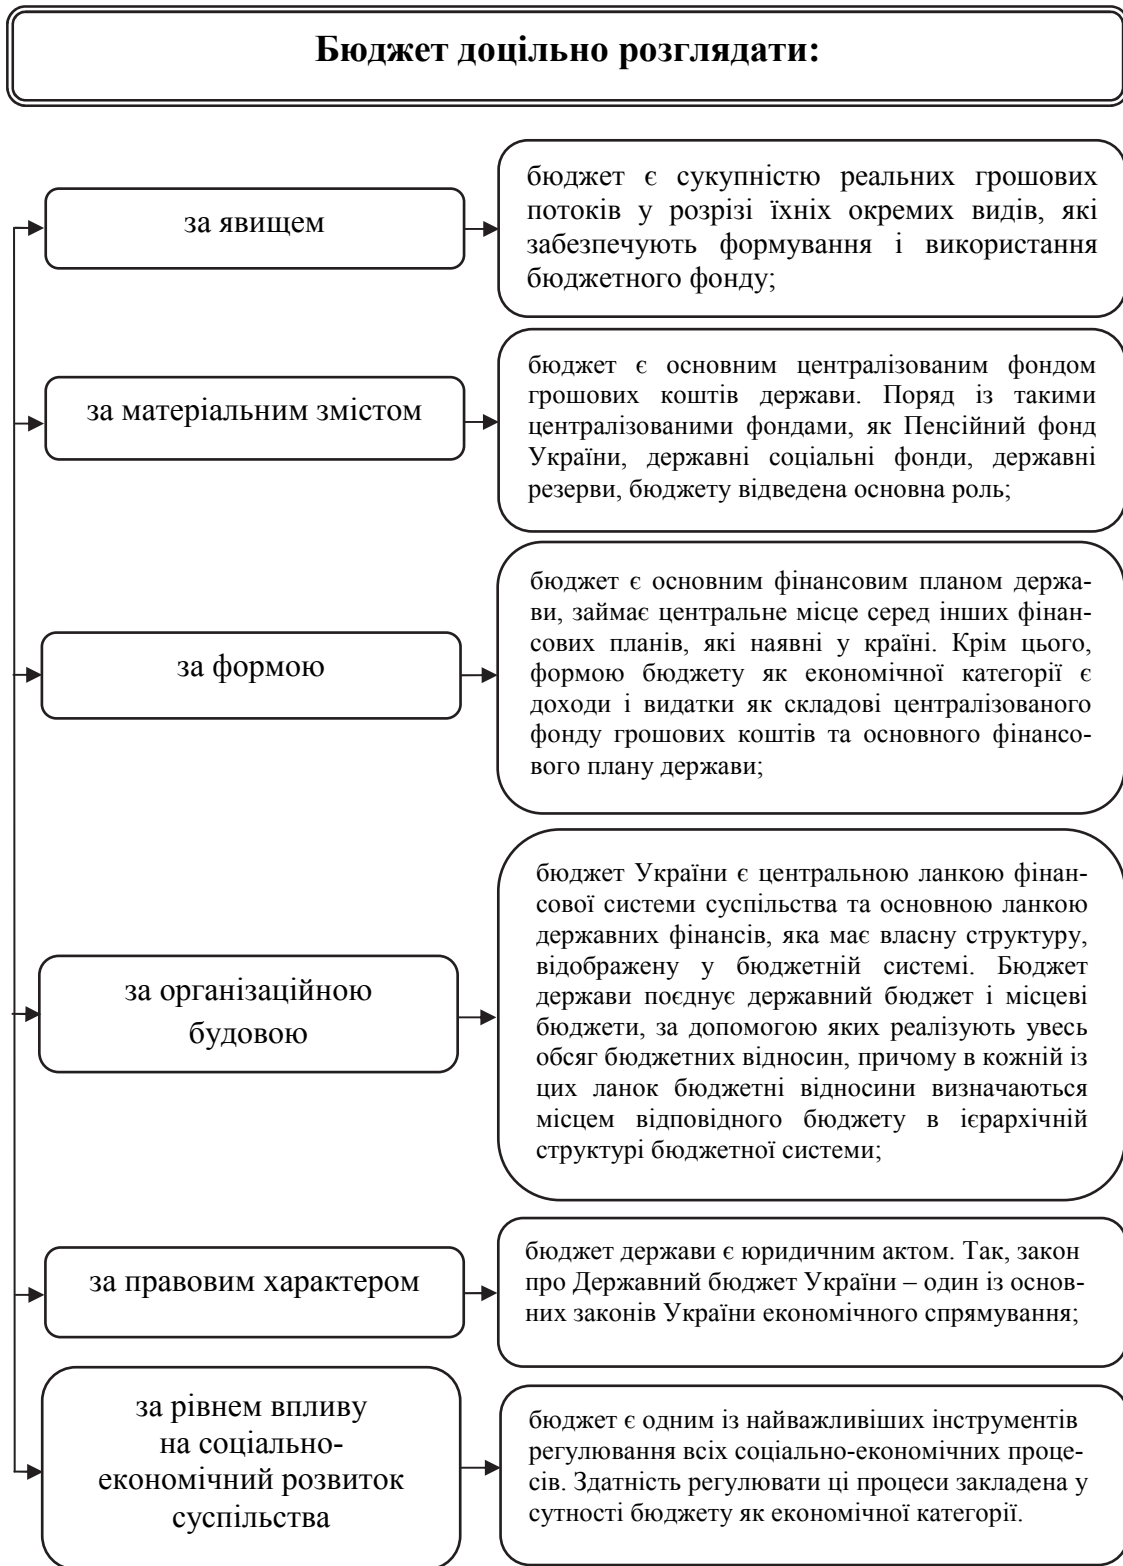 Бюджет доцільно розглядати:
за явищем
бюджет є сукупністю реальних грошових
потоків у розрізі їхніх окремих видів, які
забезпечують формування і використання
бюджетного фонду;
за матеріальним змістом
бюджет є основним централізованим фондом
грошових коштів держави. Поряд із такими
централізованими фондами, як Пенсійний фонд
України, державні соціальні фонди, державні
резерви, бюджету відведена основна роль;
за формою
бюджет є основним фінансовим планом держа-
ви, займає центральне місце серед інших фінан-
сових планів, які наявні у країні. Крім цього,
формою бюджету як економічної категорії є
доходи і видатки як складові централізованого
фонду грошових коштів та основного фінансо-
вого плану держави;
за організаційною
будовою
бюджет України є центральною ланкою фінан-
сової системи суспільства та основною ланкою
державних фінансів, яка має власну структуру,
відображену у бюджетній системі. Бюджет
держави поєднує державний бюджет і місцеві
бюджети, за допомогою яких реалізують увесь
обсяг бюджетних відносин, причому в кожній із
цих ланок бюджетні відносини визначаються
місцем відповідного бюджету в ієрархічній
структурі бюджетної системи;
за правовим характером
бюджет держави є юридичним актом. Так, закон
про Державний бюджет України – один із основ-
них законів України економічного спрямування;
за рівнем впливу
на соціально-
економічний розвиток
суспільства
бюджет є одним із найважливіших інструментів
регулювання всіх соціально-економічних проце-
сів. Здатність регулювати ці процеси закладена у
сутності бюджету як економічної категорії.